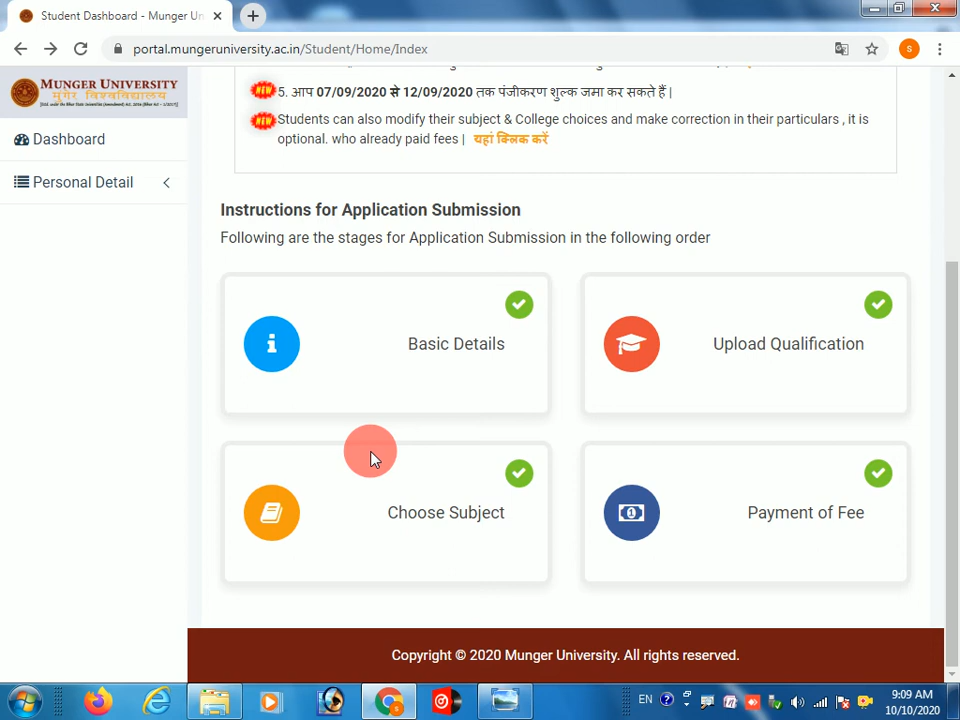 Student Dashboard - Munger Un
portal.mungeruniversity.ac.in/Student/Home/Index
S
MUNGER UNIVERSITY
मुंगेर विश्वविद्यालय
Dashboard
Personal Detail
NEW 5. आप 07/09/2020 से 12/09/2020 तक पंजीकरण शुल्क जमा कर सकते हैं |
NEW Students can also modify their subject & College choices and make correction in their particulars , it is
optional. who already paid fees | यहां क्लिक करें
Instructions for Application Submission
Following are the stages for Application Submission in the following order
Basic Details
Upload Qualification
Choose Subject
Payment of Fee
Copyright © 2020 Munger University. All rights reserved.
EN
9:09 AM
10/10/2020